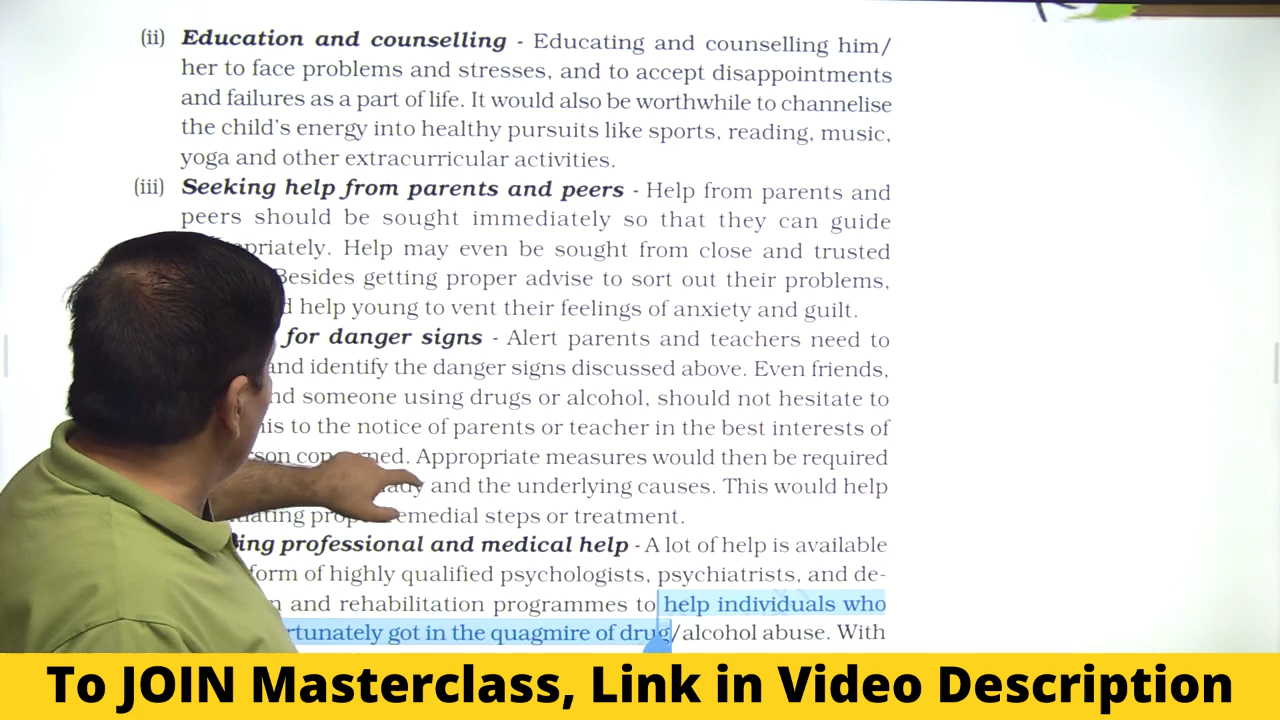 (ii) Education and counselling - Educating and counselling him/
her to face problems and stresses, and to accept disappointments
and failures as a part of life. It would also be worthwhile to channelise
the child's energy into healthy pursuits like sports, reading, music,
yoga and other extracurricular activities.
(iii) Seeking help from parents and peers - Help from parents and
peers should be sought immediately so that they can guide
opriately. Help may even be sought from close and trusted
Besides getting proper advise to sort out their problems,
help young to vent their feelings of anxiety and guilt.
for danger signs - Alert parents and teachers need to
and identify the danger signs discussed above. Even friends,
someone using drugs or alcohol, should not hesitate to
his to the notice of parents or teacher in the best interests of
Appropriate measures would then be required
and the underlying causes. This would help
remedial steps or treatment.
ing professional and medical help - A lot of help is available
form of highly qualified psychologists, psychiatrists, and de-
and rehabilitation programmes to help individuals who
rtunately got in the quagmire of drug/alcohol abuse. With
To JOIN Masterclass, Link in Video Description